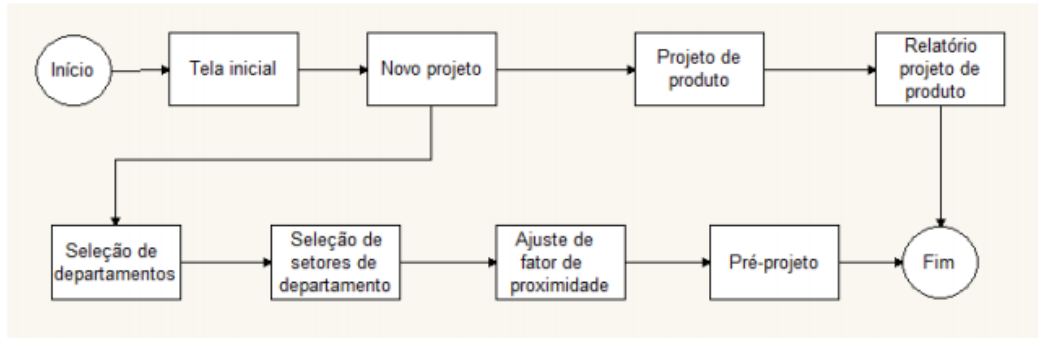 Início
Tela inicial
Novo projeto
Projeto de
produto
Relatório
projeto de
produto
Seleção de
departamentos
Seleção de
setores de
departamento
Ajuste de
fator de
proximidade
Pré-projeto
Fim